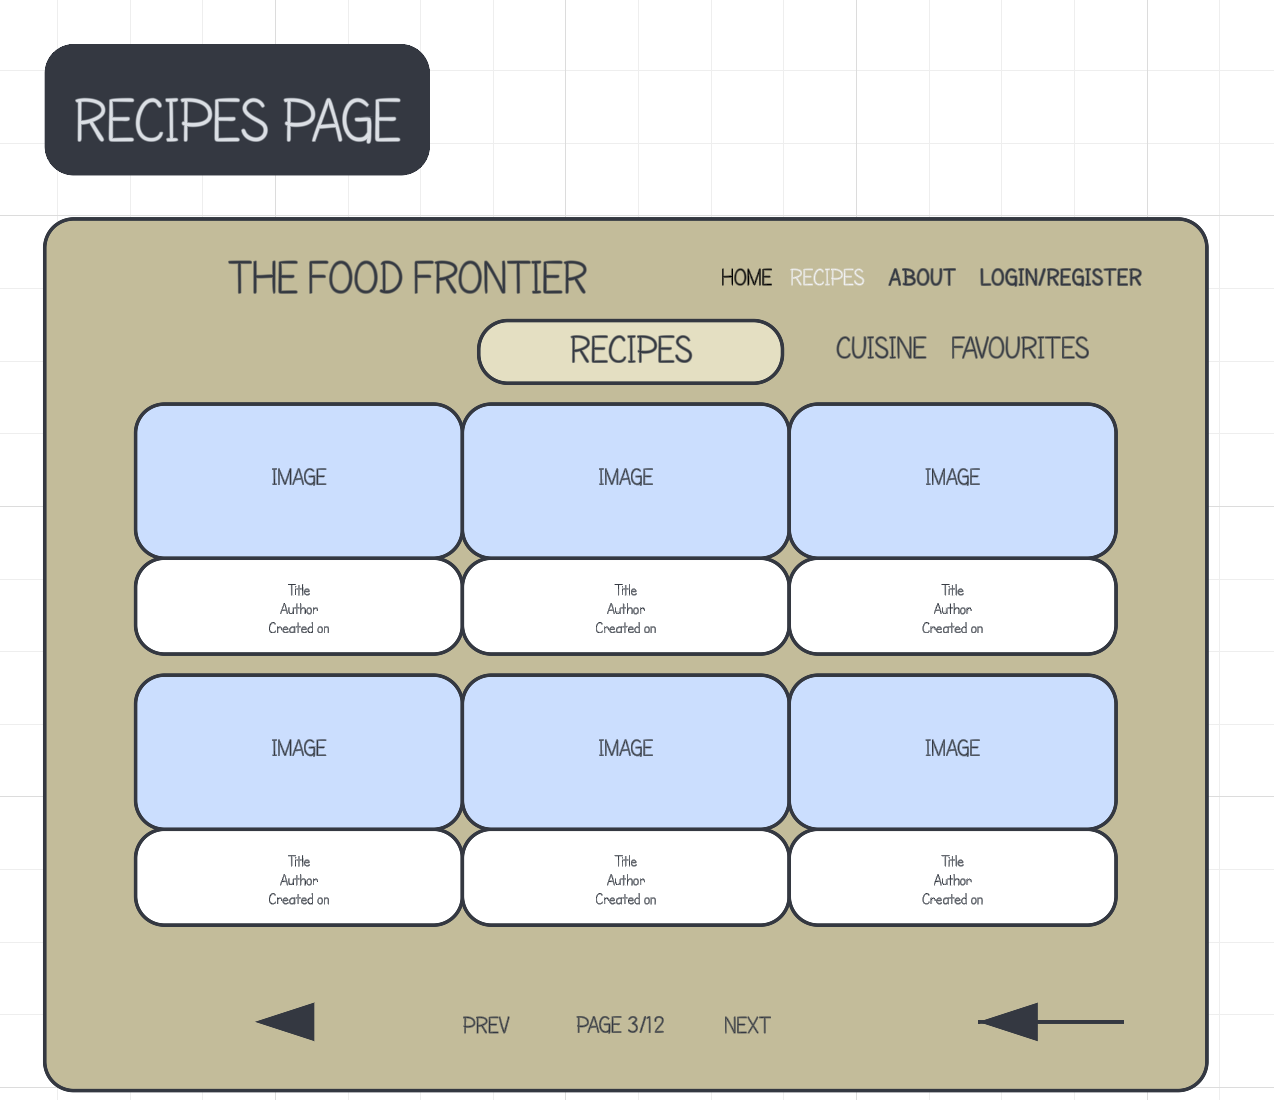 RECIPES PAGE
THE FOOD FRONTIER
HOME RECIPES ABOUT LOGIN/REGISTER
RECIPES
CUISINE FAVOURITES
IMAGE
IMAGE
IMAGE
Title
Author
Created on
Title
Author
Created on
Title
Author
Created on
IMAGE
IMAGE
IMAGE
Title
Author
Created on
Title
Author
Created on
Title
Author
Created on
PREV
PAGE 3/12
NEXT